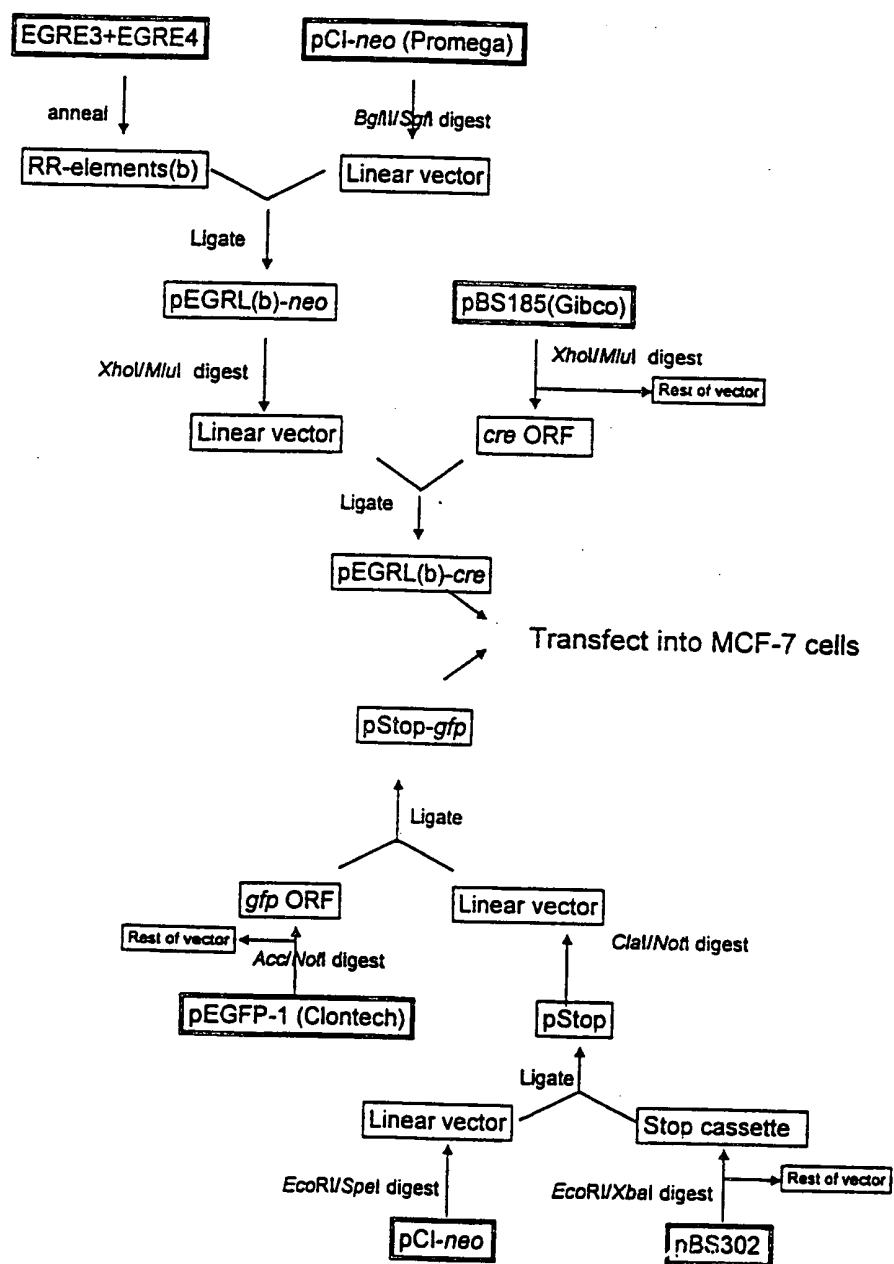 EGRE3+EGRE4
pCI-neo (Promega)
anneal
BglII/SgfI digest
RR-elements(b)
Linear vector
Ligate
pEGRL(b)-neo
pBS185(Gibco)
XhoI/MluI digest
XhoI/MluI digest
Rest of vector
Linear vector
cre ORF
Ligate
pEGRL(b)-cre
Transfect into MCF-7 cells
pStop-gfp
Ligate
gfp ORF
Linear vector
Rest of vector
AccI/NotI digest
ClaI/NotI digest
pEGFP-1 (Clontech)
pStop
Ligate
Linear vector
Stop cassette
EcoRI/SpeI digest
EcoRI/XbaI digest
Rest of vector
pCI-neo
pBS302